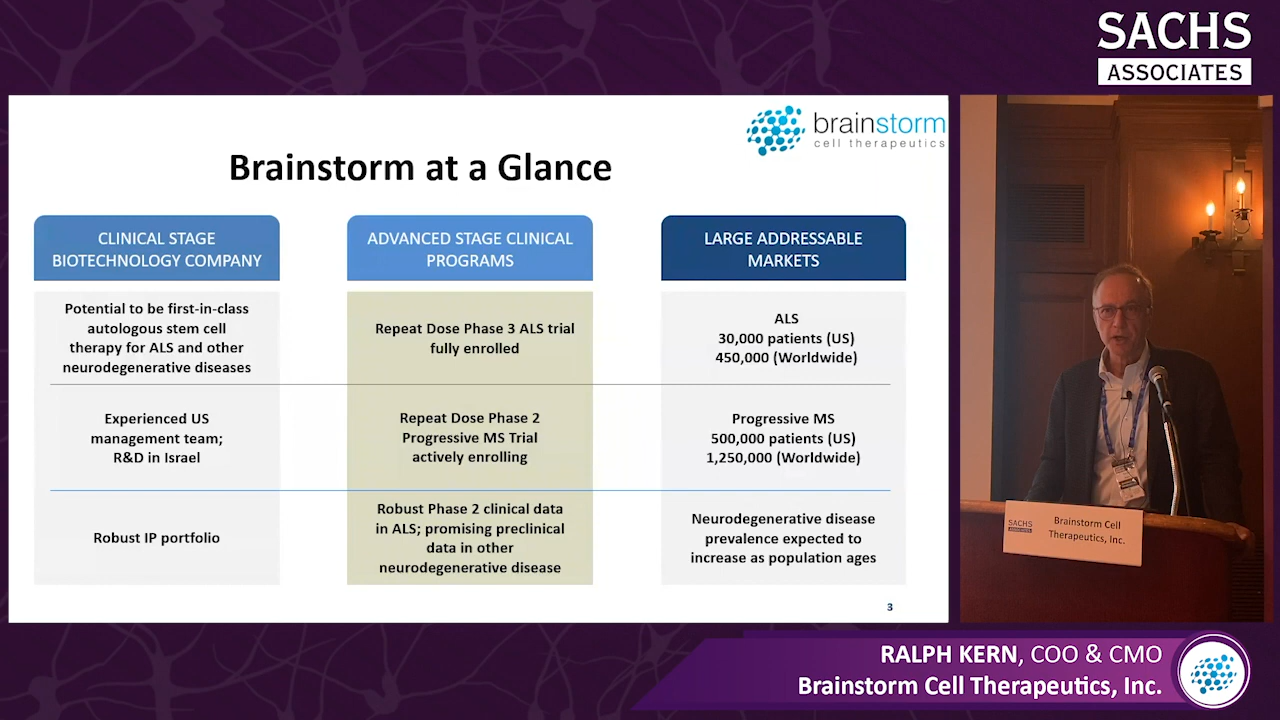 SACHS
ASSOCIATES
brainstorm
cell therapeutics
Brainstorm at a Glance
CLINICAL STAGE
BIOTECHNOLOGY COMPANY
Potential to be first-in-class
autologous stem cell
therapy for ALS and other
neurodegenerative diseases
Experienced US
management team;
R&D in Israel
Robust IP portfolio
ADVANCED STAGE CLINICAL
PROGRAMS
Repeat Dose Phase 3 ALS trial
fully enrolled
Repeat Dose Phase 2
Progressive MS Trial
actively enrolling
Robust Phase 2 clinical data
in ALS; promising preclinical
data in other
neurodegenerative disease
LARGE ADDRESSABLE
MARKETS
ALS
30,000 patients (US)
450,000 (Worldwide)
Progressive MS
500,000 patients (US)
1,250,000 (Worldwide)
Neurodegenerative disease
prevalence expected to
increase as population ages
3
SACHS
ASSOCIATES
Brainstorm Cell
Therapeutics, Inc.
RALPH KERN, COO & CMO
Brainstorm Cell Therapeutics, Inc.